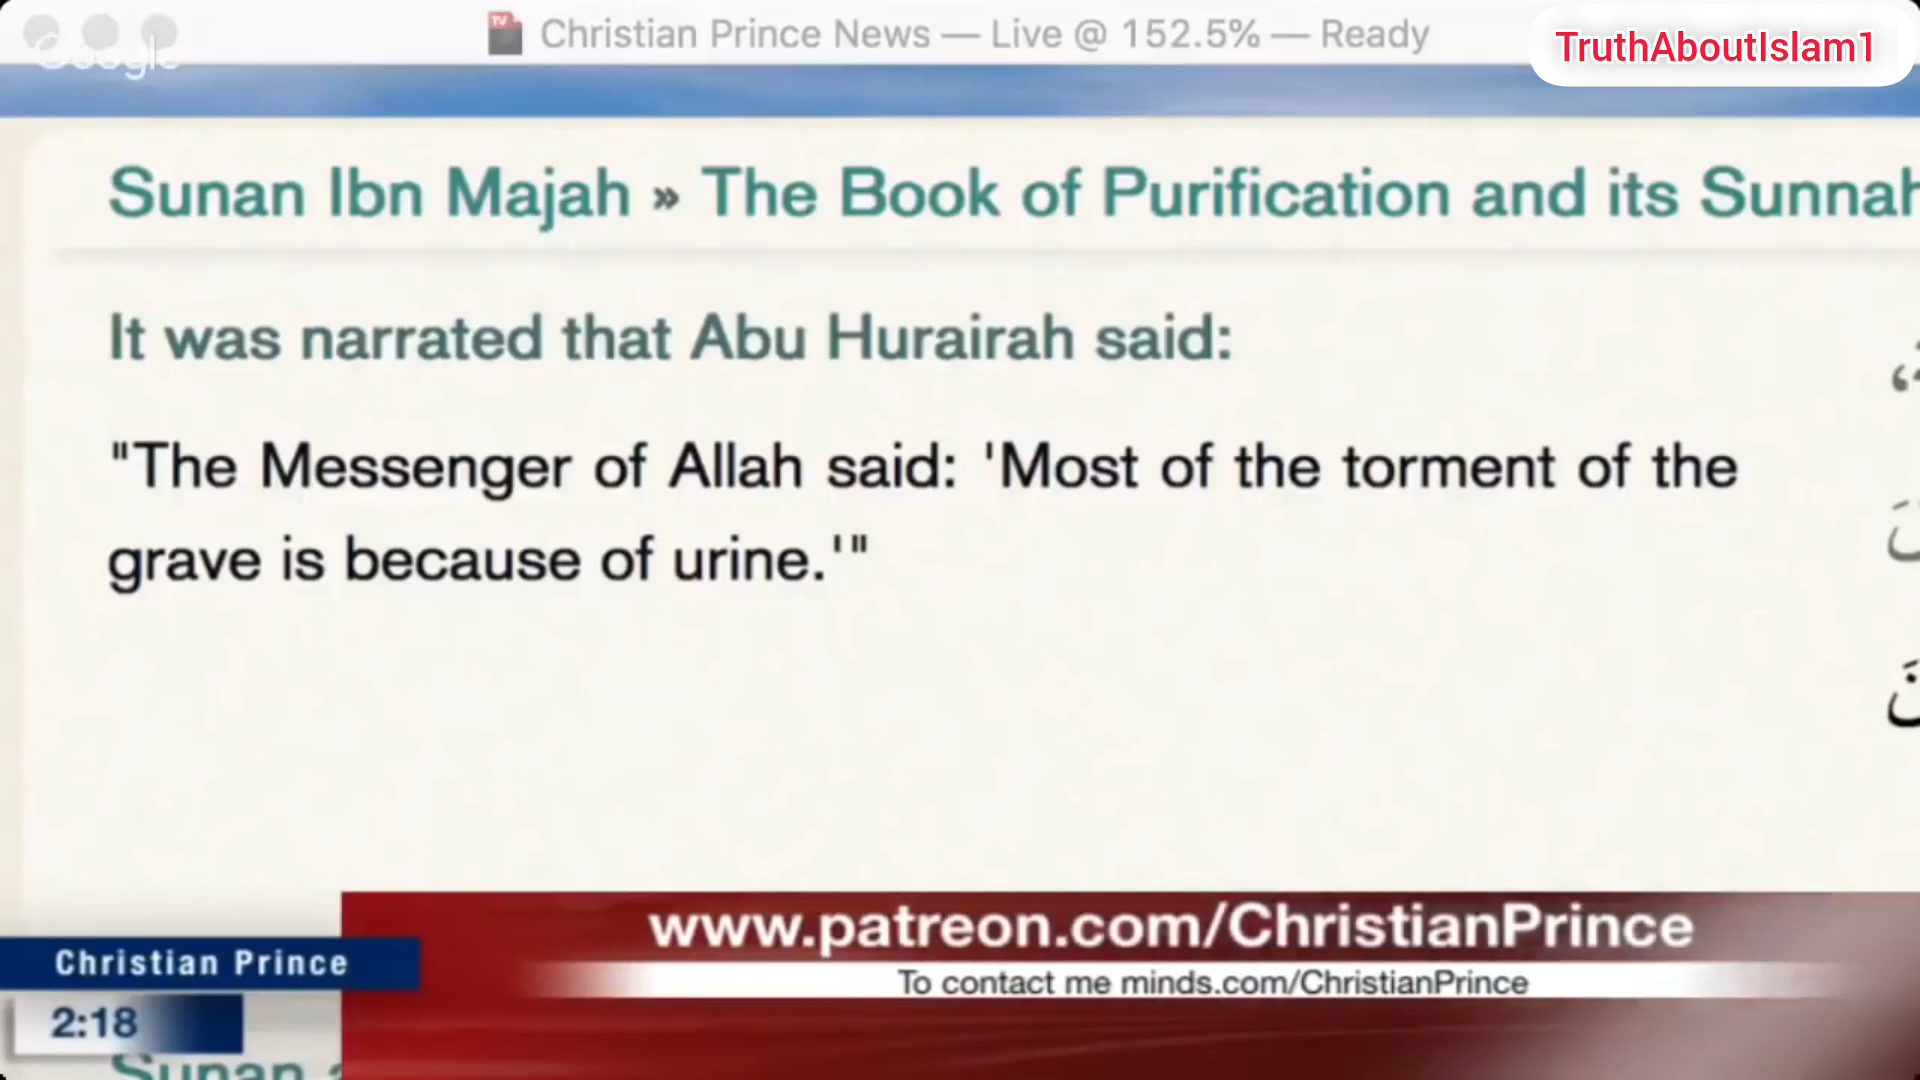 Christian Prince News — Live @ 152.5% — Ready
Google
TruthAboutIslam1
Sunan Ibn Majah » The Book of Purification and its Sunnah
It was narrated that Abu Hurairah said:
"The Messenger of Allah said: 'Most of the torment of the
grave is because of urine.'"
www.patreon.com/ChristianPrince
Christian Prince
To contact me minds.com/ChristianPrince
2:18
Sunan